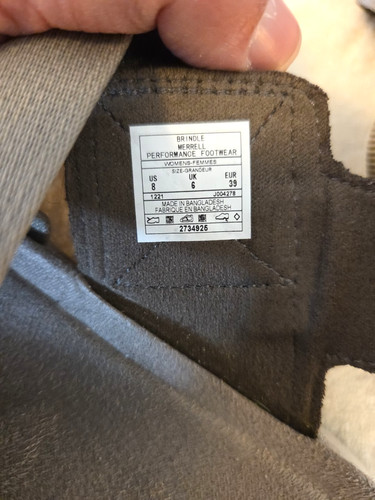 BRINDLE
MERRELL
PERFORMANCE FOOTWEAR
WOMENS-FEMMES
SIZE-GRANDEUR
US UK EUR
8 6 39
1221 J004278
MADE IN BANGLADESH
FABRIQUE EN BANGLADESH
2734926